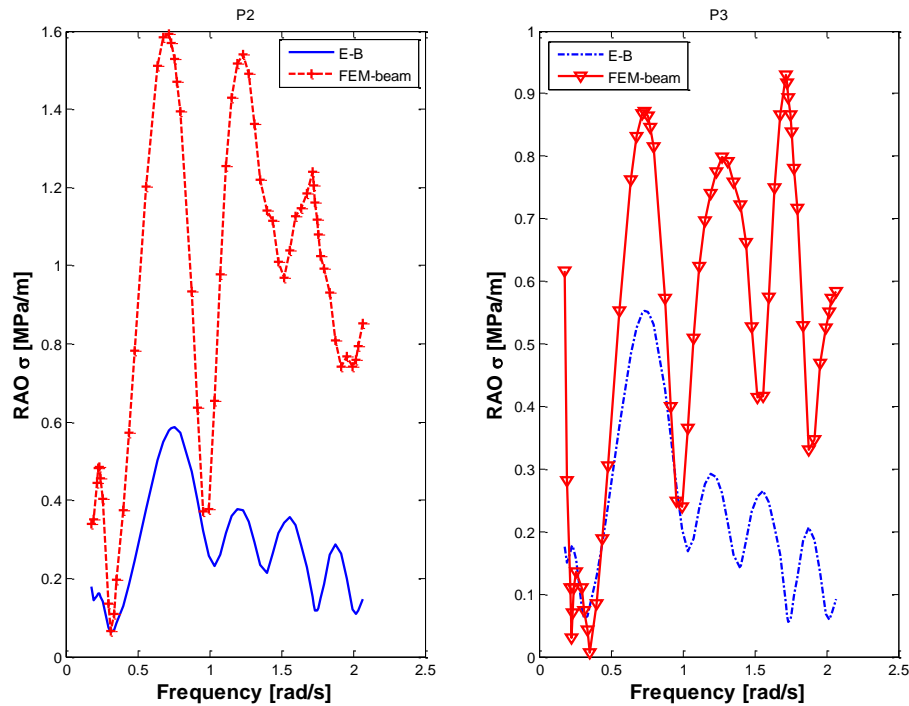 P2
RAO σ [MPa/m]
1.6
1.4
1.2
1
0.8
0.6
0.4
0.2
0
E-B
FEM-beam
0 0.5 1 1.5 2 2.5
Frequency [rad/s]
P3
RAO σ [MPa/m]
1
0.9
0.8
0.7
0.6
0.5
0.4
0.3
0.2
0.1
0
E-B
FEM-beam
0 0.5 1 1.5 2 2.5
Frequency [rad/s]